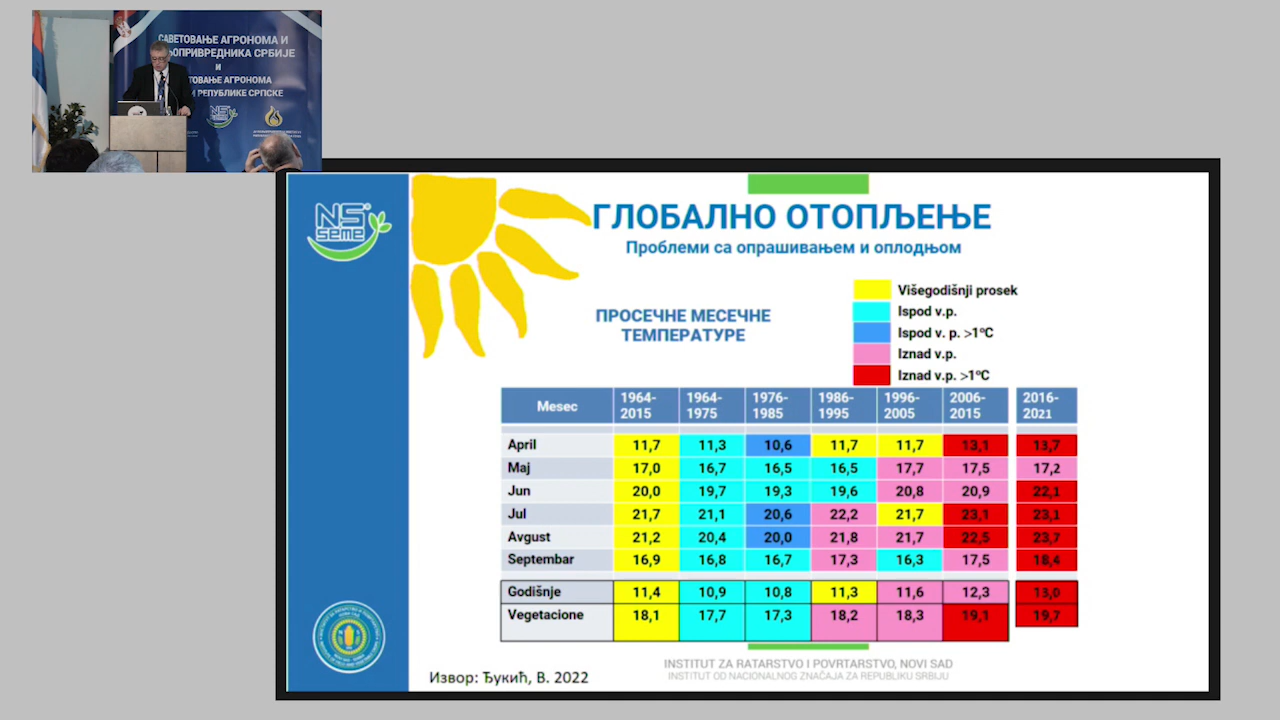 САВЕТОВАЊЕ АГРОНОМА И
ЉОПРИВРЕДНИКА СРБИЈЕ
И
ТОВАЊЕ АГРОНОМА
И РЕПУБЛИКЕ СРПСКЕ
NS
seme
ГЛОБАЛНО ОТОПЉЕЊЕ
Проблеми са опрашивањем и оплодњом
ПРОСЕЧНЕ МЕСЕЧНЕ
ТЕМПЕРАТУРЕ
Višegodišnji prosek
Ispod v.p.
Ispod v. p. >1°C
Iznad v.p.
Iznad v.p. >1°C
Mesec 1964-2015 1964-1975 1976-1985 1986-1995 1996-2005 2006-2015 2016-2021
April 11,7 11,3 10,6 11,7 11,7 13,1 13,7
Maj 17,0 16,7 16,5 16,5 17,7 17,5 17,2
Jun 20,0 19,7 19,3 19,6 20,8 20,9 22,1
Jul 21,7 21,1 20,6 22,2 21,7 23,1 23,1
Avgust 21,2 20,4 20,0 21,8 21,7 22,5 23,7
Septembar 16,9 16,8 16,7 17,3 16,3 17,5 18,4
Godišnje 11,4 10,9 10,8 11,3 11,6 12,3 13,0
Vegetacione 18,1 17,7 17,3 18,2 18,3 19,1 19,7
INSTITUT ZA RATARSTVO I POVRTARSTVO, NOVI SAD
INSTITUT OD NACIONALNOG ZNAČAJA ZA REPUBLIKU SRBIJU
Извор: Ђукић, В. 2022